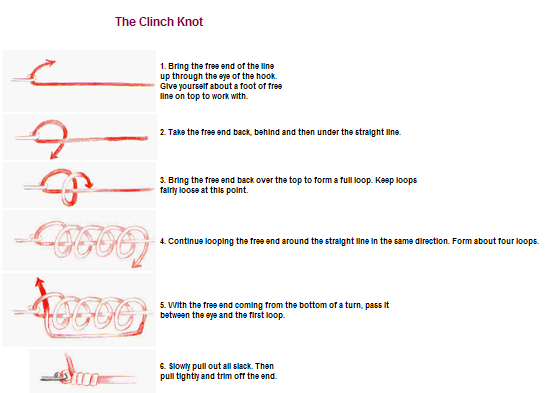 The Clinch Knot
1. Bring the free end of the line
up through the eye of the hook.
Give yourself about a foot of free
line on top to work with.
2. Take the free end back, behind and then under the straight line.
3. Bring the free end back over the top to form a full loop. Keep loops
fairly loose at this point.
4. Continue looping the free end around the straight line in the same direction. Form about four loops.
5. With the free end coming from the bottom of a turn, pass it
between the eye and the first loop.
6. Slowly pull out all slack. Then
pull tightly and trim off the end.